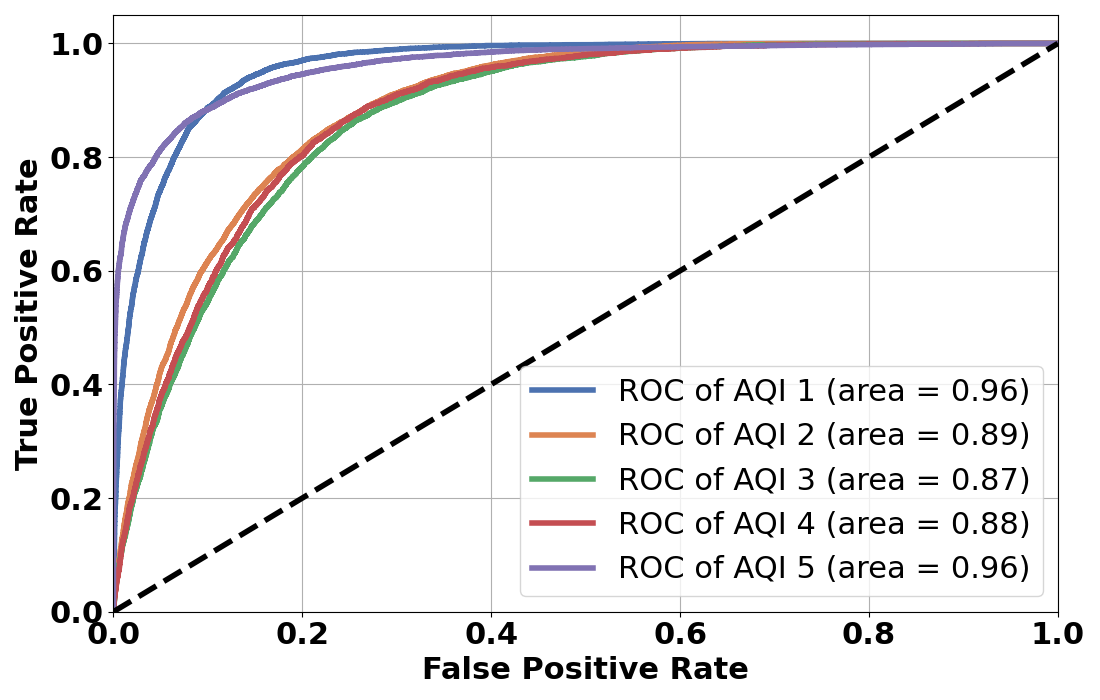 1.0
0.8
0.6
0.4
0.2
0.0
True Positive Rate
ROC of AQI 1 (area = 0.96)
ROC of AQI 2 (area = 0.89)
ROC of AQI 3 (area = 0.87)
ROC of AQI 4 (area = 0.88)
ROC of AQI 5 (area = 0.96)
0.0 0.2 0.4 0.6 0.8 1.0
False Positive Rate